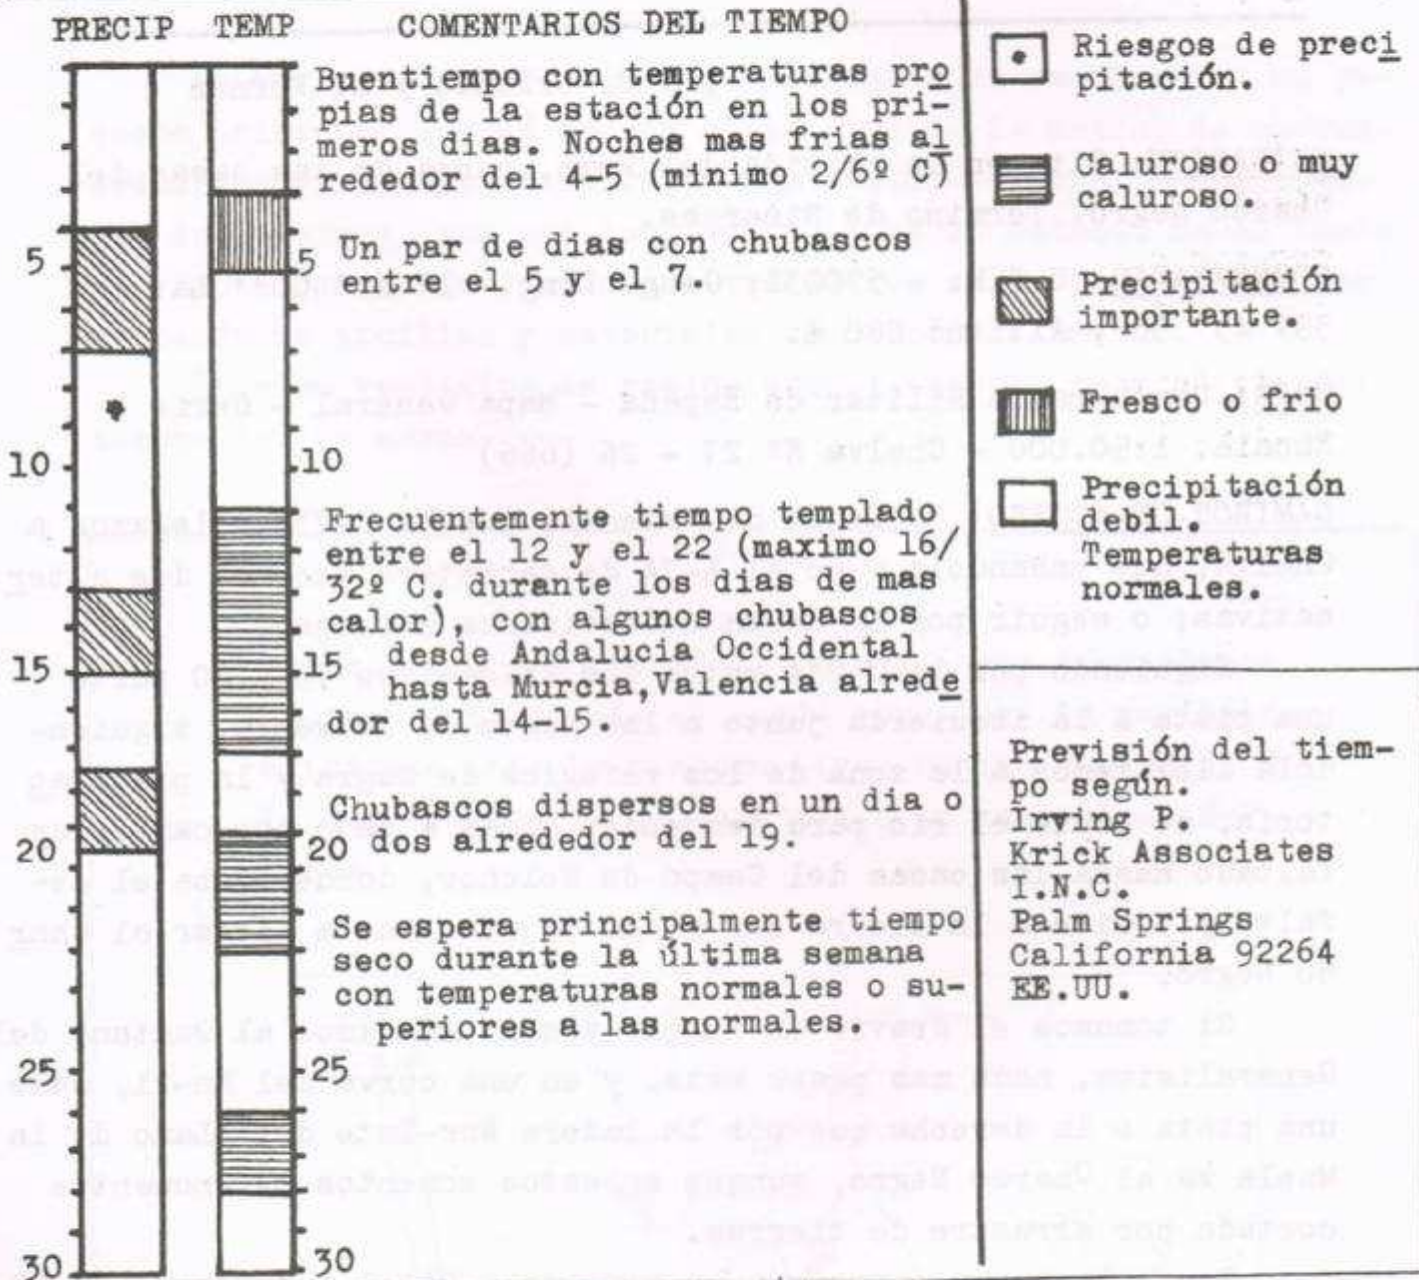 PRECIP TEMP COMENTARIOS DEL TIEMPO
Buentiempo con temperaturas pro
pias de la estación en los pri-
meros dias. Noches mas frias al
rededor del 4-5 (minimo 2/6º C)
5
5
Un par de dias con chubascos
entre el 5 y el 7.
10
10
Frecuentemente tiempo templado
entre el 12 y el 22 (maximo 16/
32º C. durante los dias de mas
calor), con algunos chubascos
desde Andalucia Occidental
15
15
hasta Murcia,Valencia alrede
dor del 14-15.
Chubascos dispersos en un dia o
20
20
dos alrededor del 19.
Se espera principalmente tiempo
seco durante la última semana
con temperaturas normales o su-
periores a las normales.
25
25
30
30
Riesgos de preci
pitación.
Caluroso o muy
caluroso.
Precipitación
importante.
Fresco o frio
Precipitación
debil.
Temperaturas
normales.
Previsión del tiem-
po según.
Irving P.
Krick Associates
I.N.C.
Palm Springs
California 92264
EE.UU.